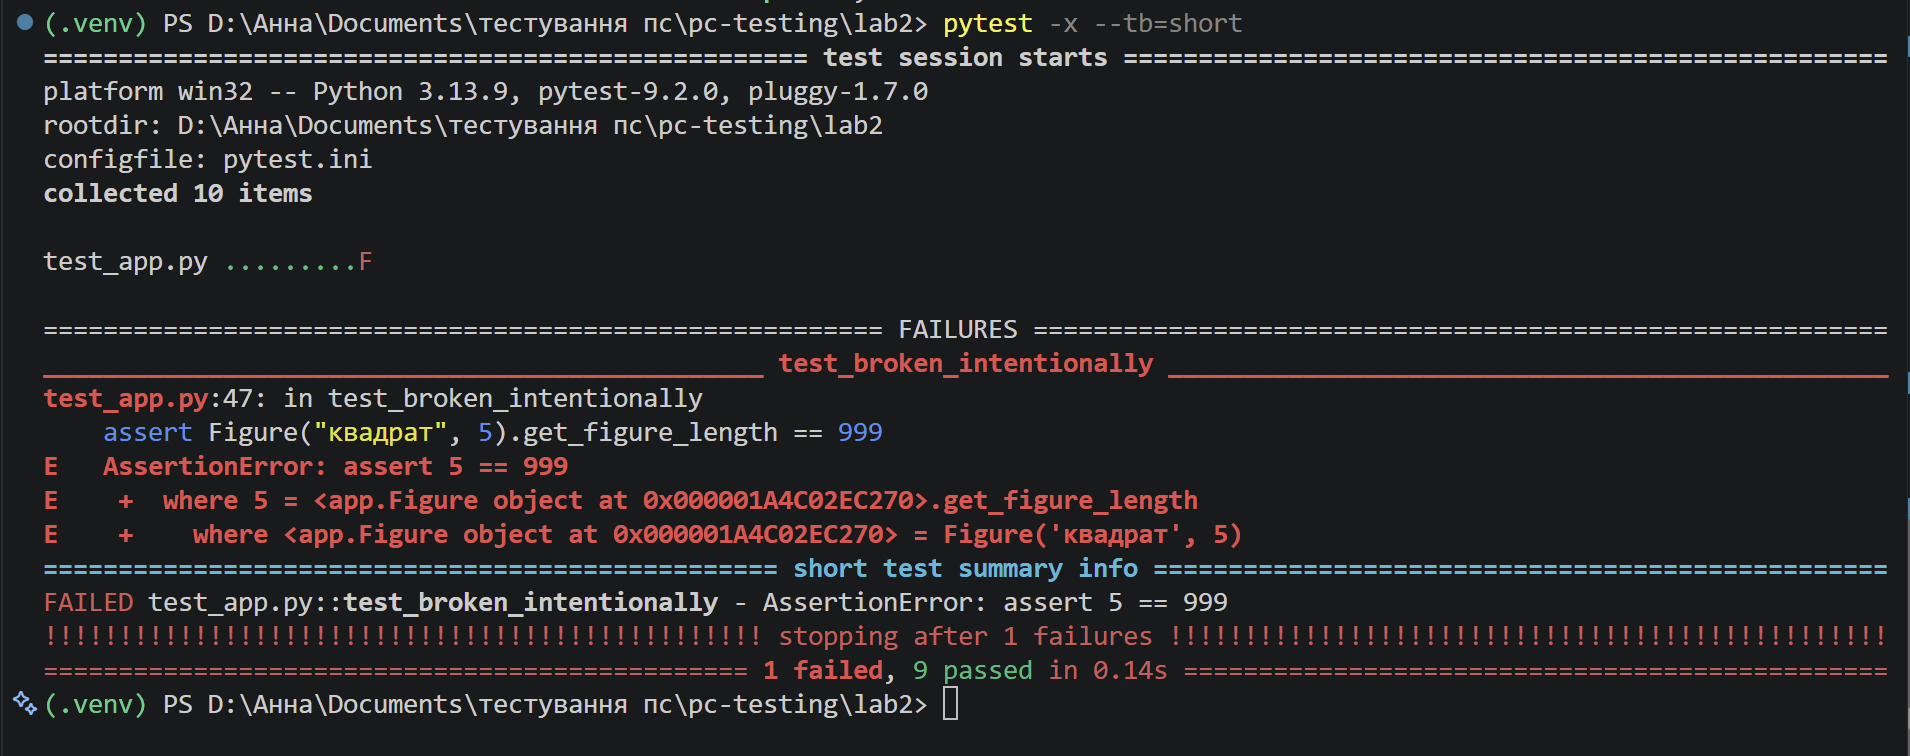 (.venv) PS D:\Анна\Documents\тестування пс\pc-testing\lab2> pytest -x --tb=short
=================================================== test session starts ===================================================
platform win32 -- Python 3.13.9, pytest-9.2.0, pluggy-1.7.0
rootdir: D:\Анна\Documents\тестування пс\pc-testing\lab2
configfile: pytest.ini
collected 10 items
test_app.py .........F
======================================================== FAILURES =========================================================
________________________________________________ test_broken_intentionally ________________________________________________
test_app.py:47: in test_broken_intentionally
    assert Figure("квадрат", 5).get_figure_length == 999
E   AssertionError: assert 5 == 999
E    +  where 5 = <app.Figure object at 0x000001A4C02EC270>.get_figure_length
E    +    where <app.Figure object at 0x000001A4C02EC270> = Figure('квадрат', 5)
================================================= short test summary info =================================================
FAILED test_app.py::test_broken_intentionally - AssertionError: assert 5 == 999
!!!!!!!!!!!!!!!!!!!!!!!!!!!!!!!!!!!!!!!!!!!!!!!! stopping after 1 failures !!!!!!!!!!!!!!!!!!!!!!!!!!!!!!!!!!!!!!!!!!!!!!!!
=============================================== 1 failed, 9 passed in 0.14s ===============================================
(.venv) PS D:\Анна\Documents\тестування пс\pc-testing\lab2>